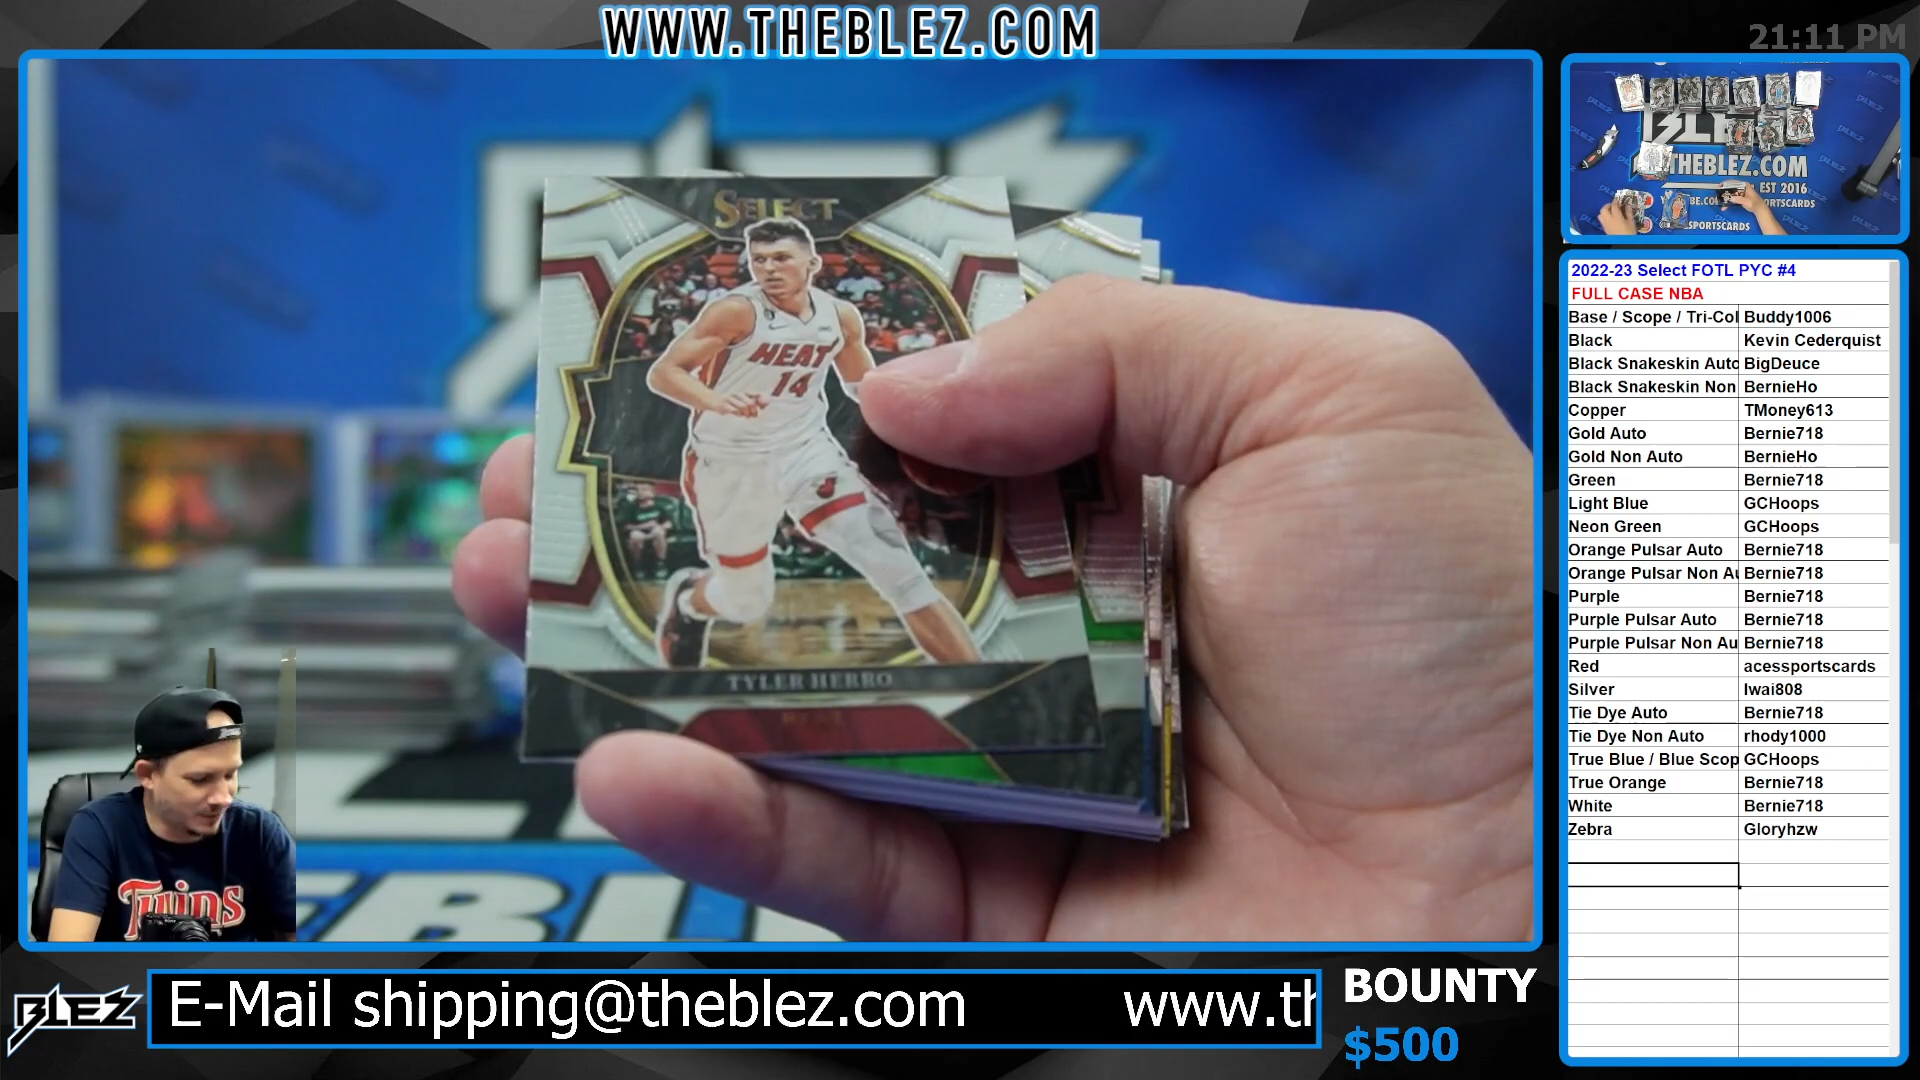 WWW.THEBLEZ.COM
21:11 PM
SELECT
HEAT
14
TYLER HERRO
HEAT
Twins
BLEZ
THEBLEZ.COM
EST 2016
SPORTSCARDS
SPORTSCARDS
2022-23 Select FOTL PYC #4
FULL CASE NBA
Base / Scope / Tri-Col Buddy1006
Black Kevin Cederquist
Black Snakeskin Auto BigDeuce
Black Snakeskin Non BernieHo
Copper TMoney613
Gold Auto Bernie718
Gold Non Auto BernieHo
Green Bernie718
Light Blue GCHoops
Neon Green GCHoops
Orange Pulsar Auto Bernie718
Orange Pulsar Non Au Bernie718
Purple Bernie718
Purple Pulsar Auto Bernie718
Purple Pulsar Non Au Bernie718
Red acessportscards
Silver Iwai808
Tie Dye Auto Bernie718
Tie Dye Non Auto rhody1000
True Blue / Blue Scop GCHoops
True Orange Bernie718
White Bernie718
Zebra Gloryhzw
BLEZ
E-Mail shipping@theblez.com www.th
BOUNTY
$500